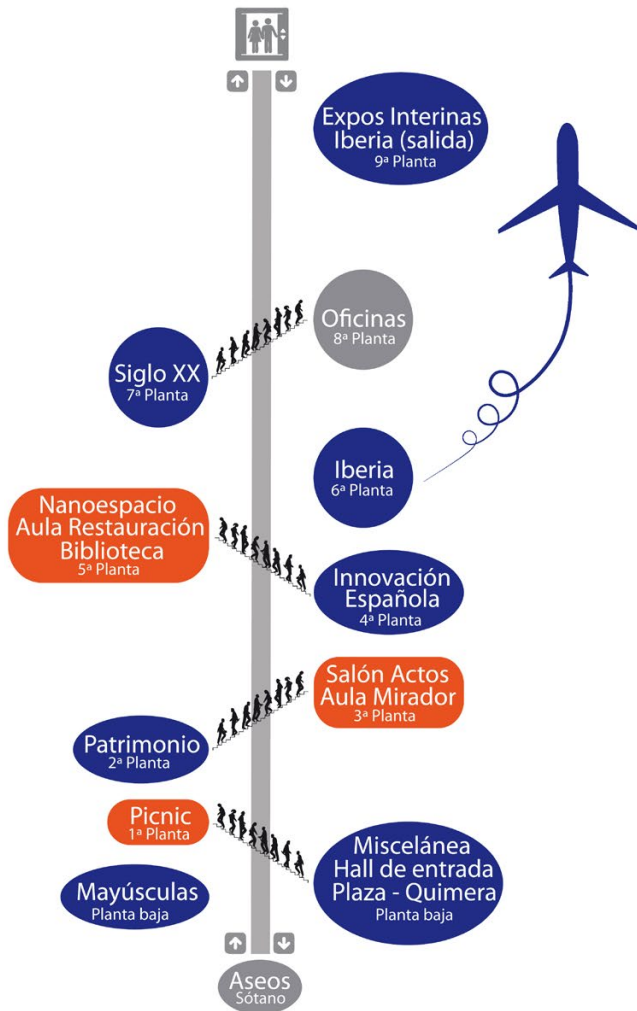 Expos Interinas
Iberia (salida)
9ª Planta
Oficinas
8ª Planta
Siglo XX
7ª Planta
Iberia
6ª Planta
Nanoespacio
Aula Restauración
Biblioteca
5ª Planta
Innovación
Española
4ª Planta
Salón Actos
Aula Mirador
3ª Planta
Patrimonio
2ª Planta
Picnic
1ª Planta
Miscelánea
Hall de entrada
Plaza - Quimera
Planta baja
Mayúsculas
Planta baja
Aseos
Sótano